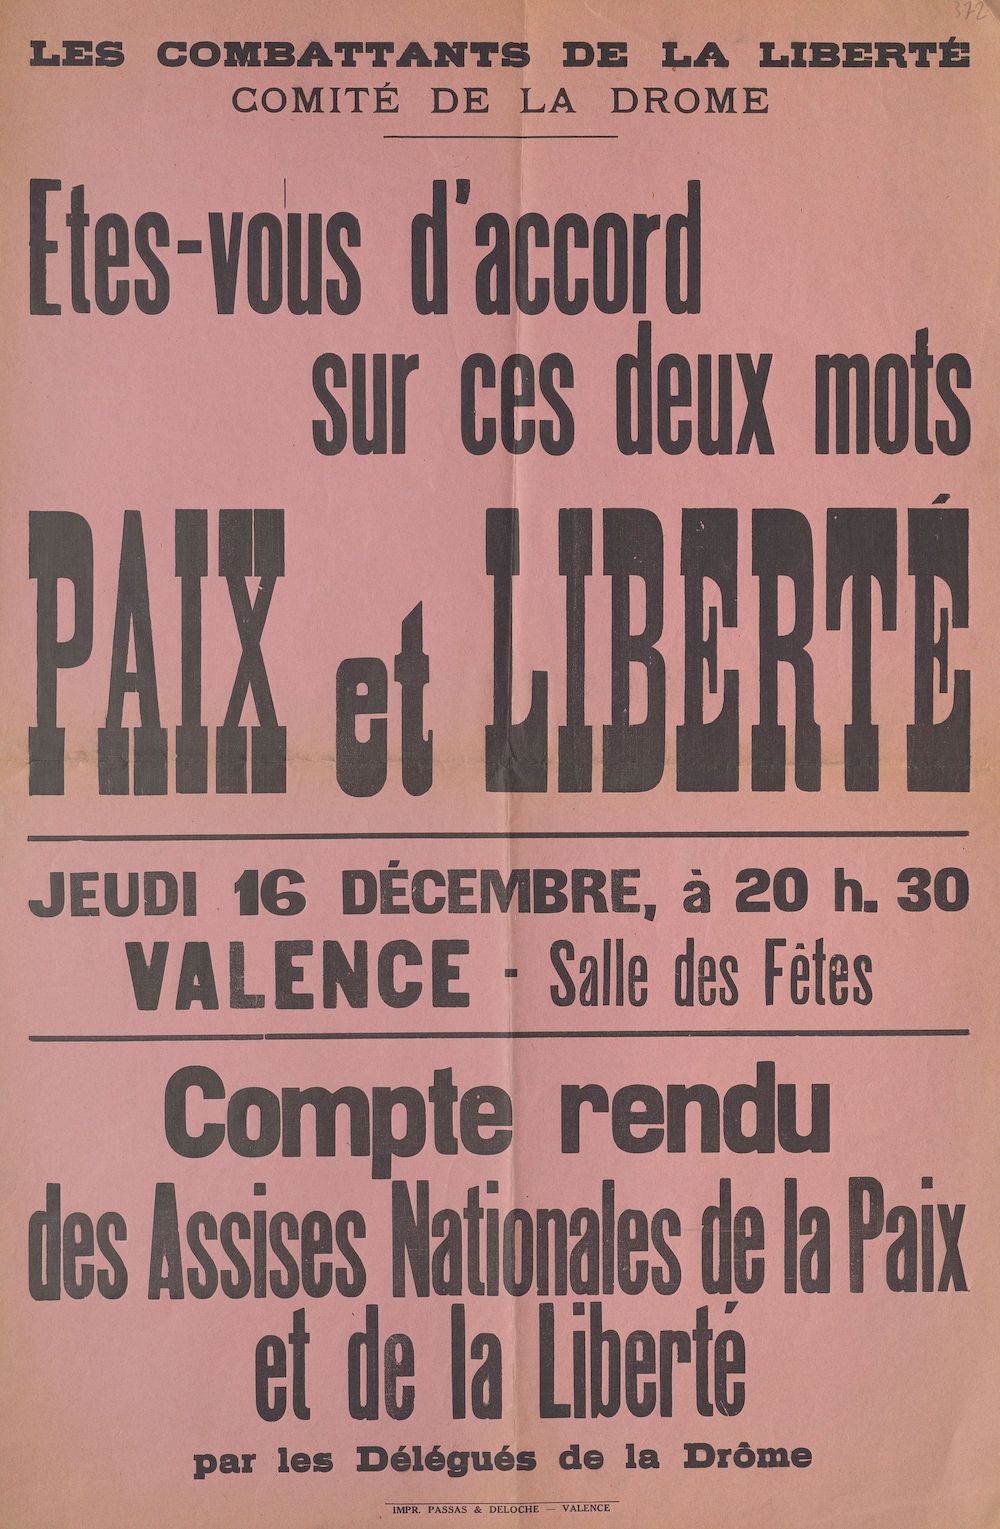 372
LES COMBATTANTS DE LA LIBERTÉ
COMITÉ DE LA DROME
Etes-vous d'accord
sur ces deux mots
PAIX et LIBERTÉ
JEUDI 16 DÉCEMBRE, à 20 h. 30
VALENCE - Salle des Fêtes
Compte rendu
des Assises Nationales de la Paix
et de la Liberté
par les Délégués de la Drôme
IMPR. PASSAS & DELOCHE — VALENCE